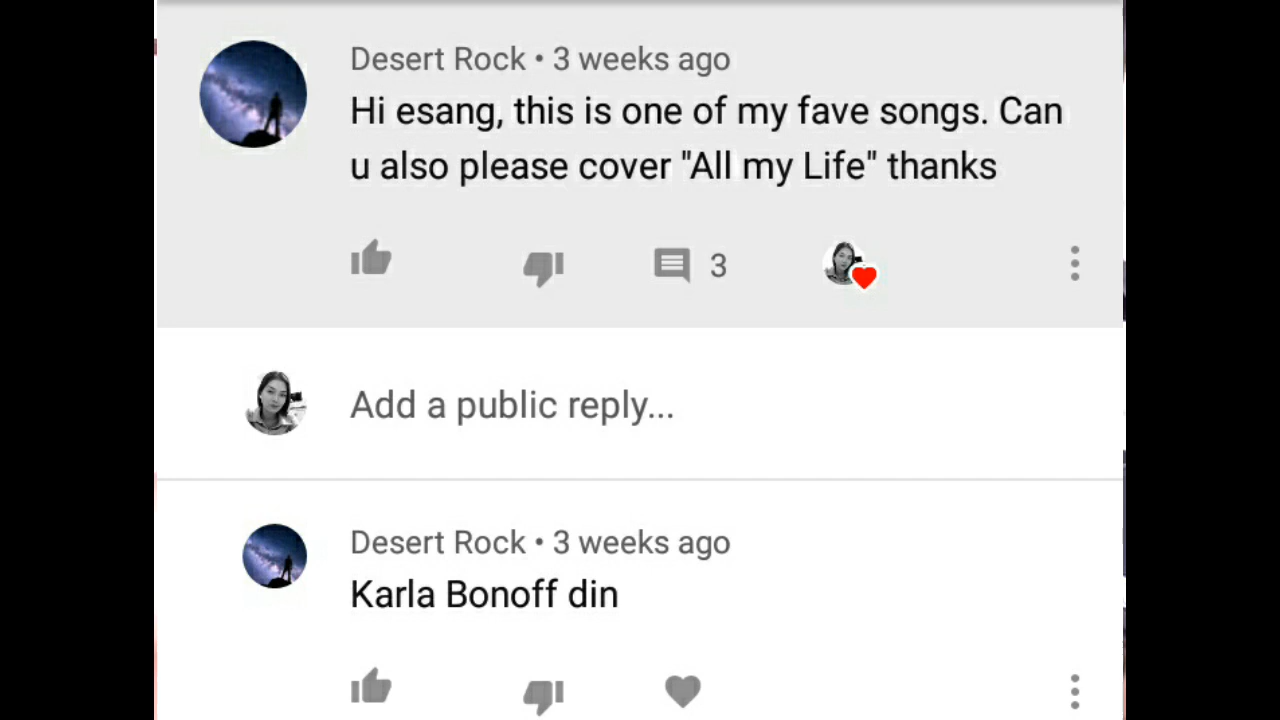 Desert Rock • 3 weeks ago
Hi esang, this is one of my fave songs. Can
u also please cover "All my Life" thanks
3
Add a public reply...
Desert Rock • 3 weeks ago
Karla Bonoff din